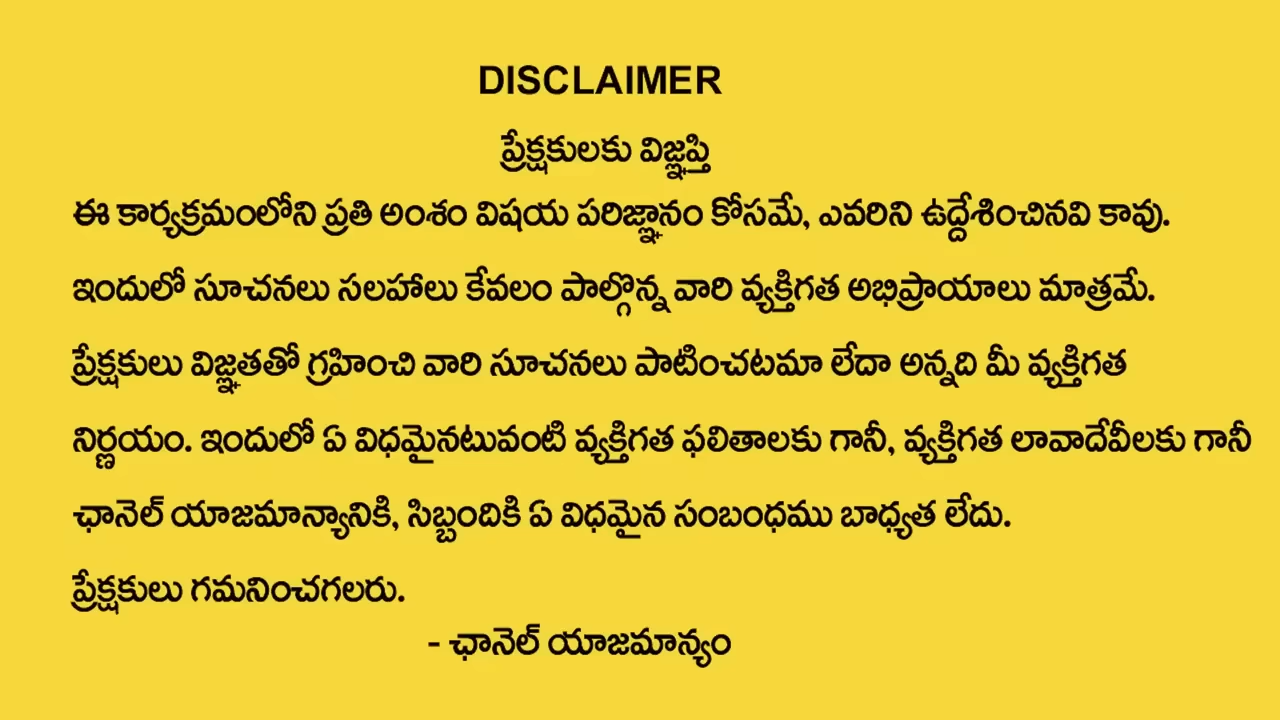 DISCLAIMER
ప్రేక్షకులకు విజ్ఞప్తి
ఈ కార్యక్రమంలోని ప్రతి అంశం విషయ పరిజ్ఞానం కోసమే, ఎవరిని ఉద్దేశించినవి కావు.
ఇందులో సూచనలు సలహాలు కేవలం పాల్గొన్న వారి వ్యక్తిగత అభిప్రాయాలు మాత్రమే.
ప్రేక్షకులు విజ్ఞతతో గ్రహించి వారి సూచనలు పాటించటమా లేదా అన్నది మీ వ్యక్తిగత
నిర్ణయం. ఇందులో ఏ విధమైనటువంటి వ్యక్తిగత ఫలితాలకు గానీ, వ్యక్తిగత లావాదేవీలకు గానీ
ఛానెల్ యాజమాన్యానికి, సిబ్బందికి ఏ విధమైన సంబంధము బాధ్యత లేదు.
ప్రేక్షకులు గమనించగలరు.
- ఛానెల్ యాజమాన్యం